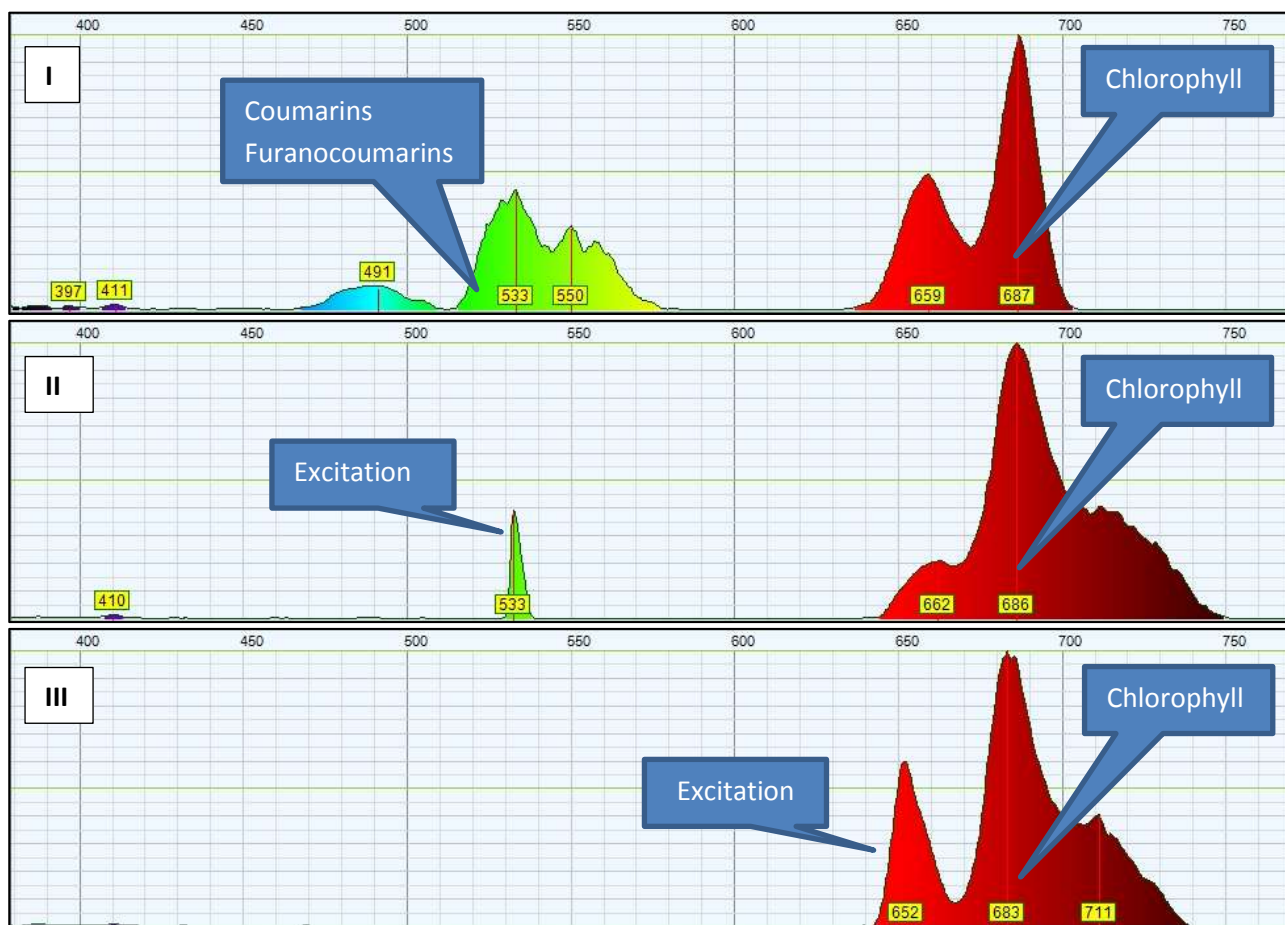 400 450 500 550 600 650 700 750
I
Coumarins
Furanocoumarins
Chlorophyll
397 411 491 533 550 659 687
400 450 500 550 600 650 700 750
II
Excitation
Chlorophyll
410 533 662 686
400 450 500 550 600 650 700 750
III
Excitation
Chlorophyll
652 683 711